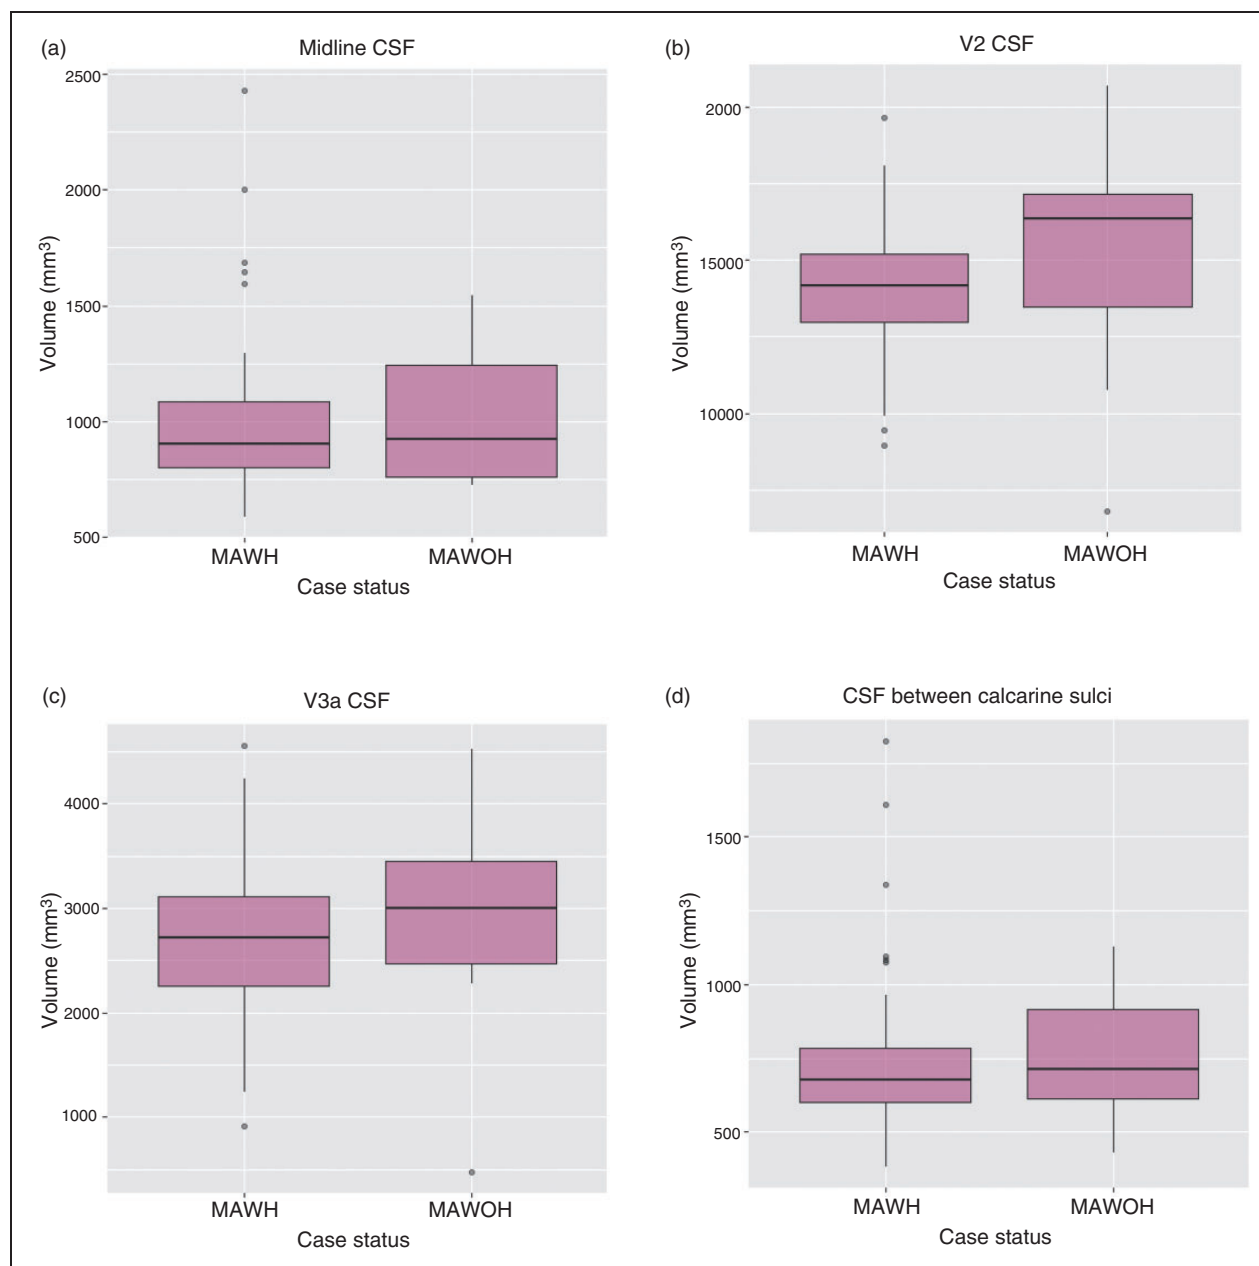 (a)
Midline CSF
Volume (mm³)
2500
2000
1500
1000
500
MAWH
MAWOH
Case status
(b)
V2 CSF
Volume (mm³)
2000
15000
10000
MAWH
MAWOH
Case status
(c)
V3a CSF
Volume (mm³)
4000
3000
2000
1000
MAWH
MAWOH
Case status
(d)
CSF between calcarine sulci
Volume (mm³)
1500
1000
500
MAWH
MAWOH
Case status